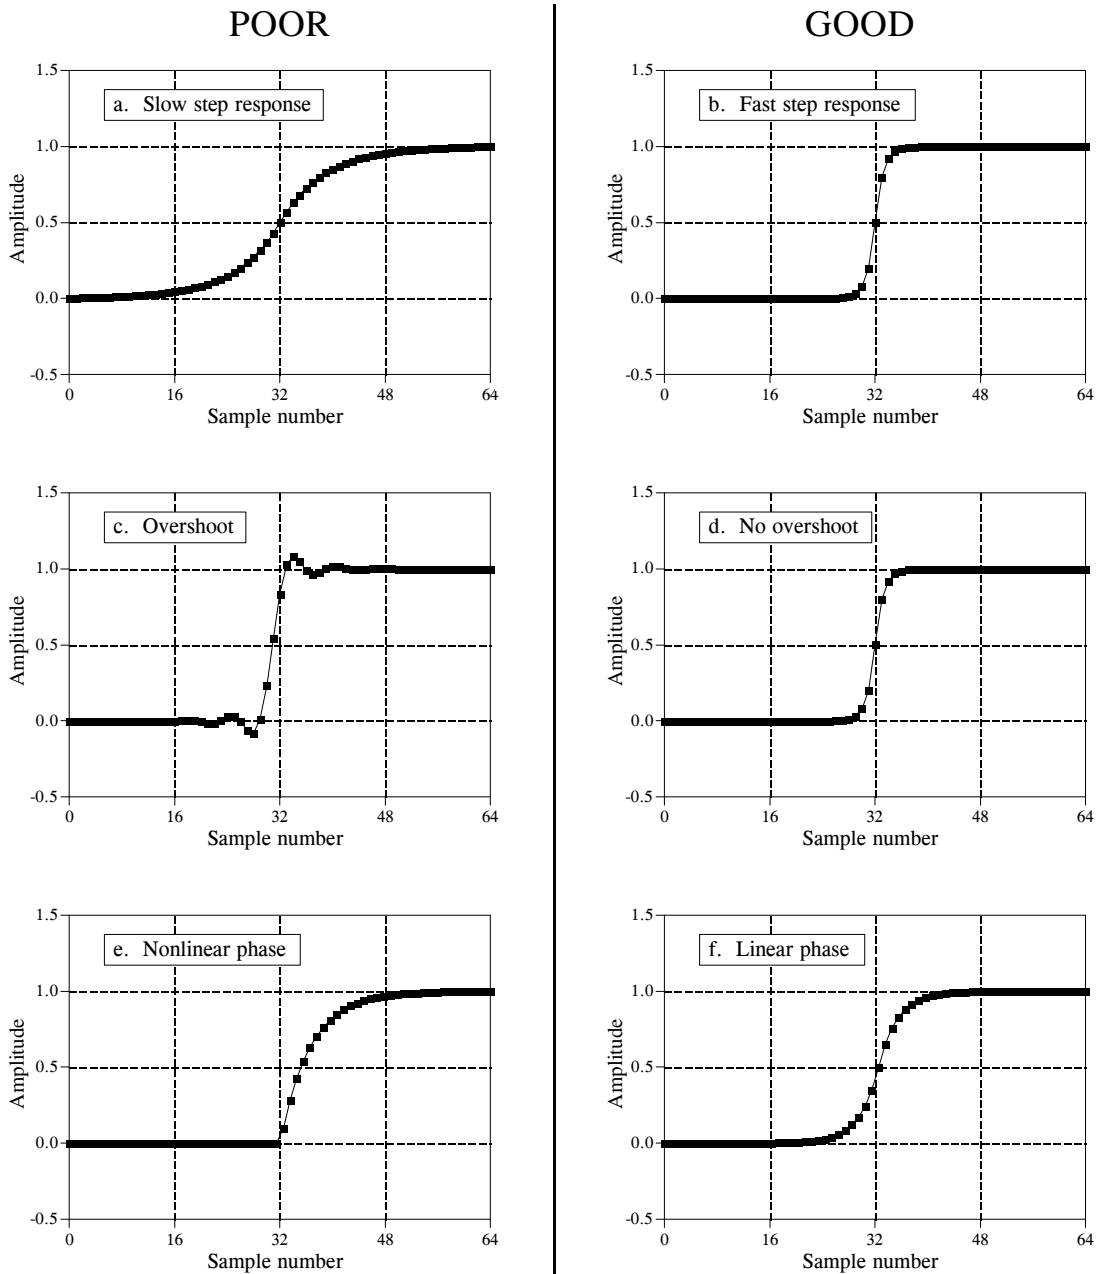 POOR
GOOD
a. Slow step response
1.5
1.0
0.5
0.0
-0.5
Amplitude
0 16 32 48 64
Sample number
b. Fast step response
1.5
1.0
0.5
0.0
-0.5
Amplitude
0 16 32 48 64
Sample number
c. Overshoot
1.5
1.0
0.5
0.0
-0.5
Amplitude
0 16 32 48 64
Sample number
d. No overshoot
1.5
1.0
0.5
0.0
-0.5
Amplitude
0 16 32 48 64
Sample number
e. Nonlinear phase
1.5
1.0
0.5
0.0
-0.5
Amplitude
0 16 32 48 64
Sample number
f. Linear phase
1.5
1.0
0.5
0.0
-0.5
Amplitude
0 16 32 48 64
Sample number